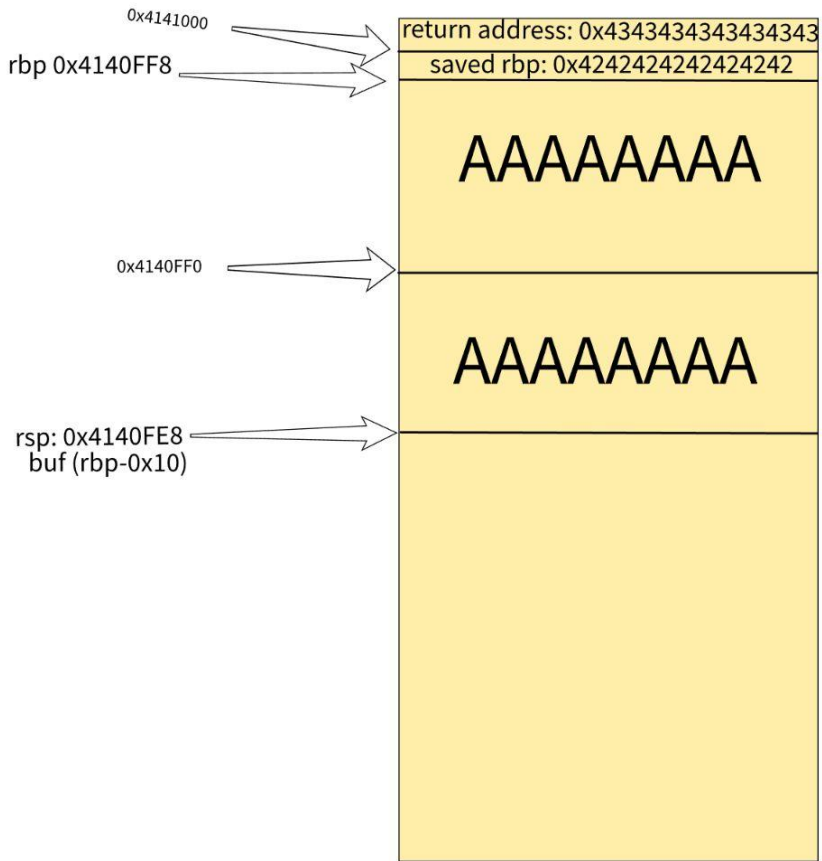 0x4141000
return address: 0x4343434343434343
rbp 0x4140FF8
saved rbp: 0x4242424242424242
AAAAAAAA
0x4140FF0
AAAAAAAA
rsp: 0x4140FE8
buf (rbp-0x10)